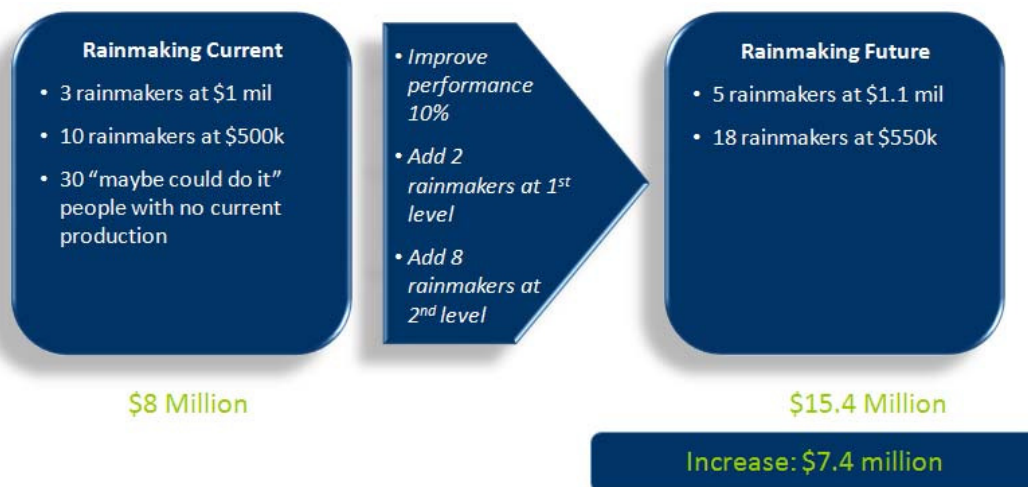 Rainmaking Current
• 3 rainmakers at $1 mil
• 10 rainmakers at $500k
• 30 “maybe could do it”
people with no current
production
• Improve
performance
10%
• Add 2
rainmakers at 1st
level
• Add 8
rainmakers at
2nd level
Rainmaking Future
• 5 rainmakers at $1.1 mil
• 18 rainmakers at $550k
$8 Million
$15.4 Million
Increase: $7.4 million